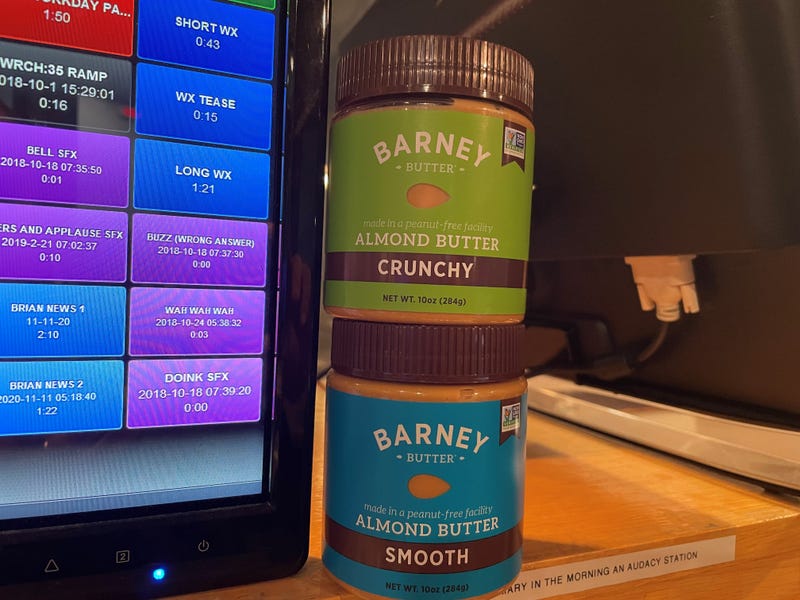 PA...
1:50
SHORT WX
0:43
WRCH:35 RAMP
018-10-1 15:29:01
0:16
WX TEASE
0:15
BELL SFX
2018-10-18 07:35:50
0:01
LONG WX
1:21
ERS AND APPLAUSE SFX
2019-2-21 07:02:37
0:10
BUZZ (WRONG ANSWER)
2018-10-18 07:37:30
0:00
BRIAN NEWS 1
11-11-20
2:10
WAH WAH WAH
2018-10-24 05:38:32
0:03
BRIAN NEWS 2
2020-11-11 05:18:40
1:22
DOINK SFX
2018-10-18 07:39:20
0:00
2
BARNEY
BUTTER
made in a peanut-free facility
ALMOND BUTTER
CRUNCHY
NET WT. 10oz (284g)
BARNEY
BUTTER
made in a peanut-free facility
ALMOND BUTTER
SMOOTH
NET WT. 10oz (284g)
ARY IN THE MORNING AN AUDACY STATION